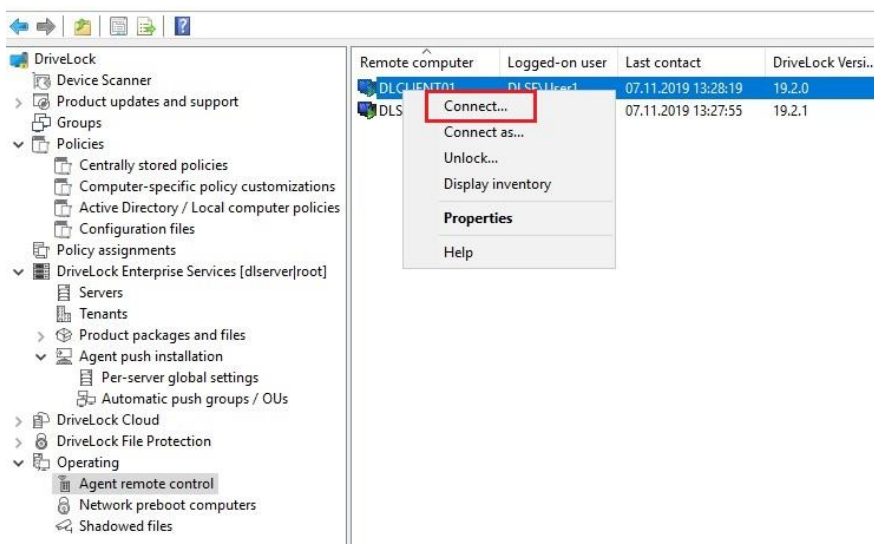 DriveLock
Device Scanner
Product updates and support
Groups
Policies
Centrally stored policies
Computer-specific policy customizations
Active Directory / Local computer policies
Configuration files
Policy assignments
DriveLock Enterprise Services [dlserver|root]
Servers
Tenants
Product packages and files
Agent push installation
Per-server global settings
Automatic push groups / OUs
DriveLock Cloud
DriveLock File Protection
Operating
Agent remote control
Network preboot computers
Shadowed files
Remote computer Logged-on user Last contact DriveLock Versi...
DLCLIENT01 DLSE\User1 07.11.2019 13:28:19 19.2.0
DLS 07.11.2019 13:27:55 19.2.1
Connect...
Connect as...
Unlock...
Display inventory
Properties
Help